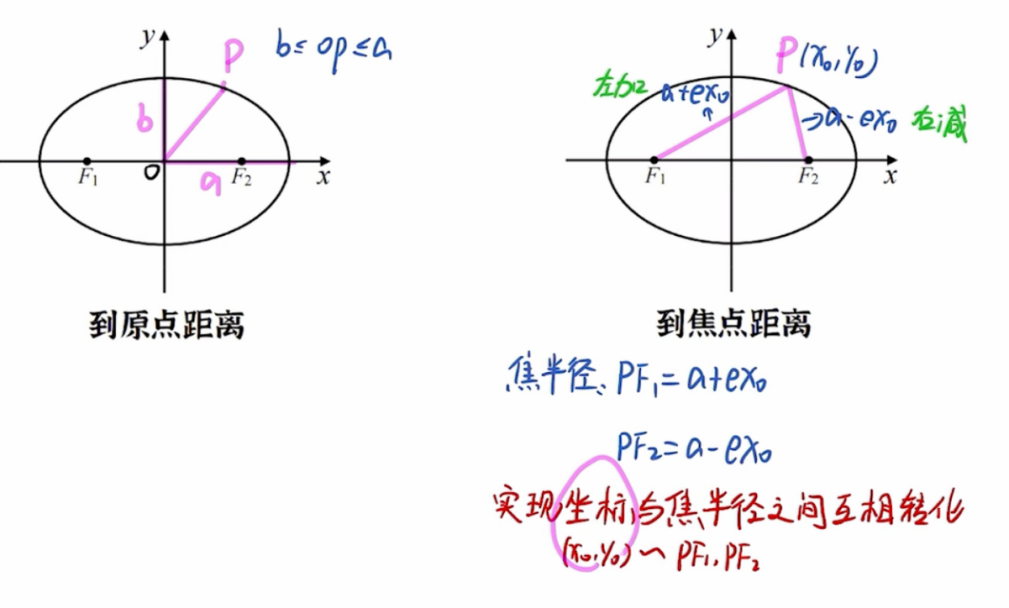 y
P
b≤OP≤a
b
F₁
O
a
F₂
x
到原点距离
y
P(x₀,y₀)
左加
a+ex₀
→a-ex₀
右减
F₁
F₂
x
到焦点距离
焦半径、PF₁=a+ex₀
PF₂=a-ex₀
实现坐标与焦半径之间互相转化
(x₀,y₀)~PF₁,PF₂